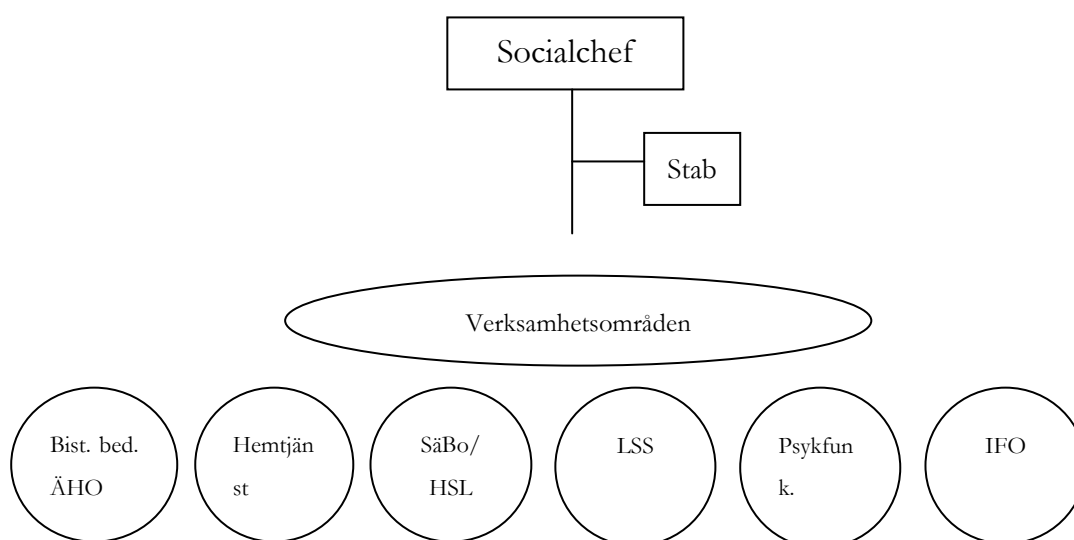 Socialchef
Stab
Verksamhetsområden
Bist. bed.
ÄHO
Hemtjän
st
SäBo/
HSL
LSS
Psykfun
k.
IFO